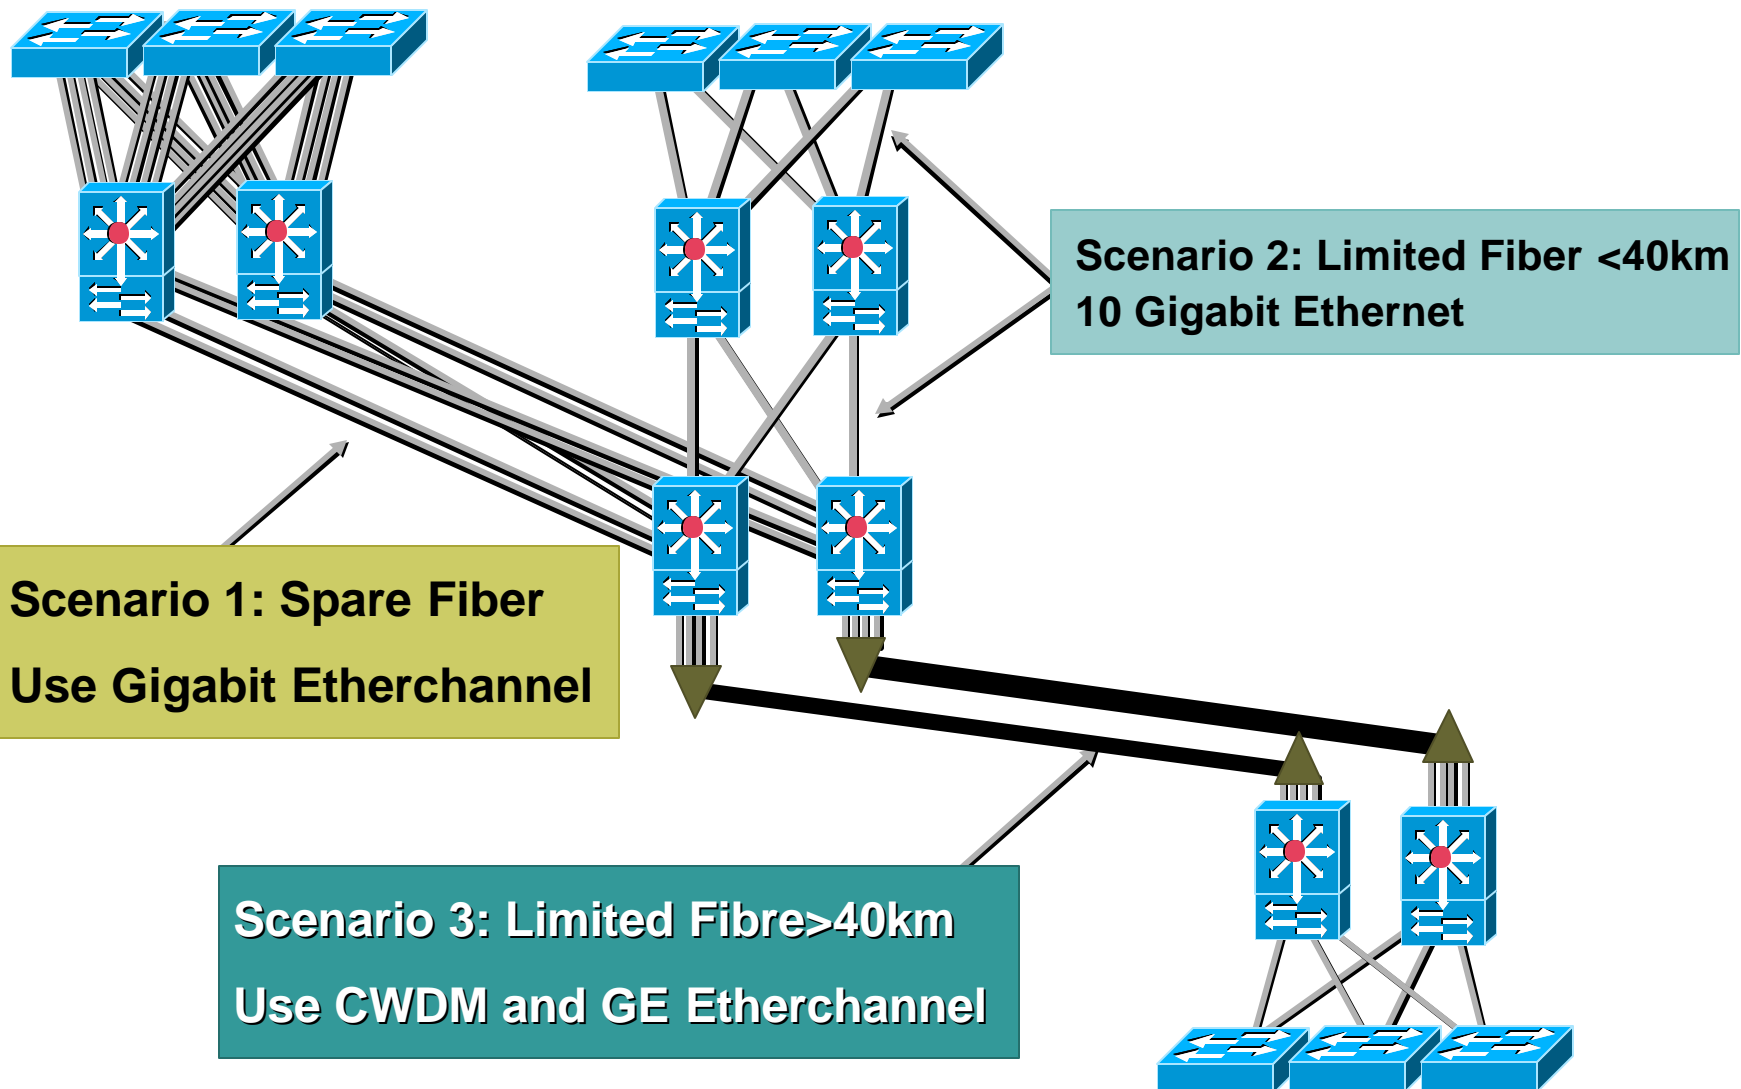 Scenario 2: Limited Fiber <40km
10 Gigabit Ethernet
Scenario 1: Spare Fiber
Use Gigabit Etherchannel
Scenario 3: Limited Fibre>40km
Use CWDM and GE Etherchannel